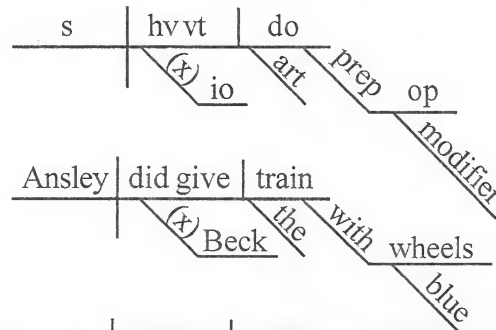 s hv vt do
(x) io art prep op
modifier
Ansley did give train
(x) Beck the with wheels
blue